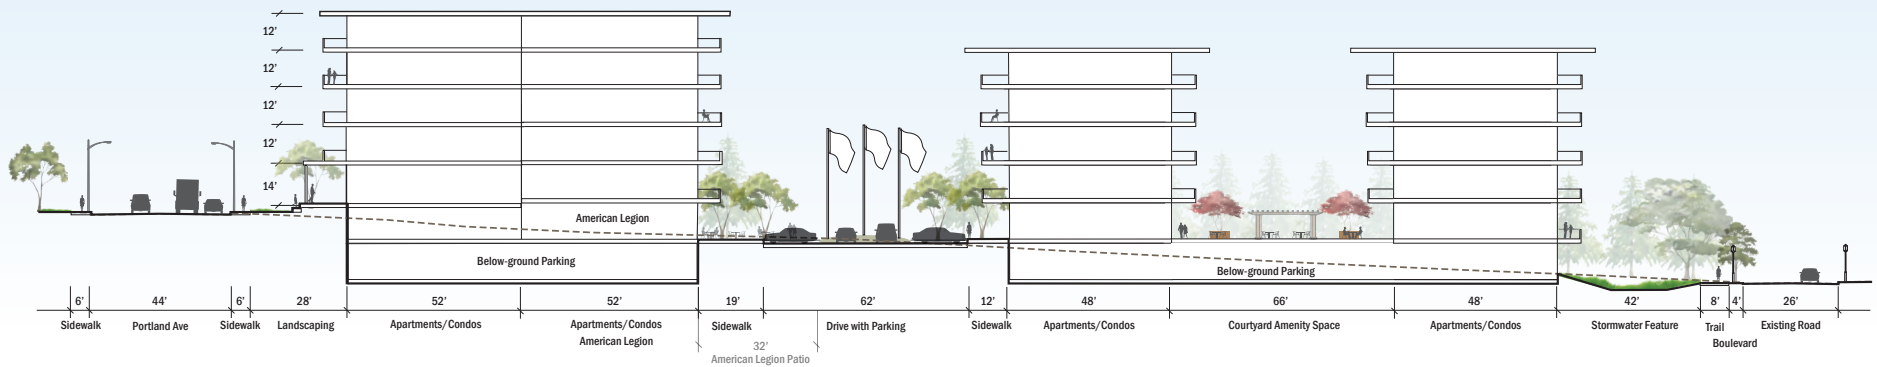 12’
12’
12’
12’
14’
American Legion
Below-ground Parking
Below-ground Parking
6’ 44’ 6’ 28’ 52’ 52’ 19’ 62’ 12’ 48’ 66’ 48’ 42’ 8’ 4’ 26’
Sidewalk Portland Ave Sidewalk Landscaping Apartments/Condos Apartments/Condos Sidewalk Drive with Parking Sidewalk Apartments/Condos Courtyard Amenity Space Apartments/Condos Stormwater Feature Trail Existing Road
American Legion Boulevard
32’
American Legion Patio